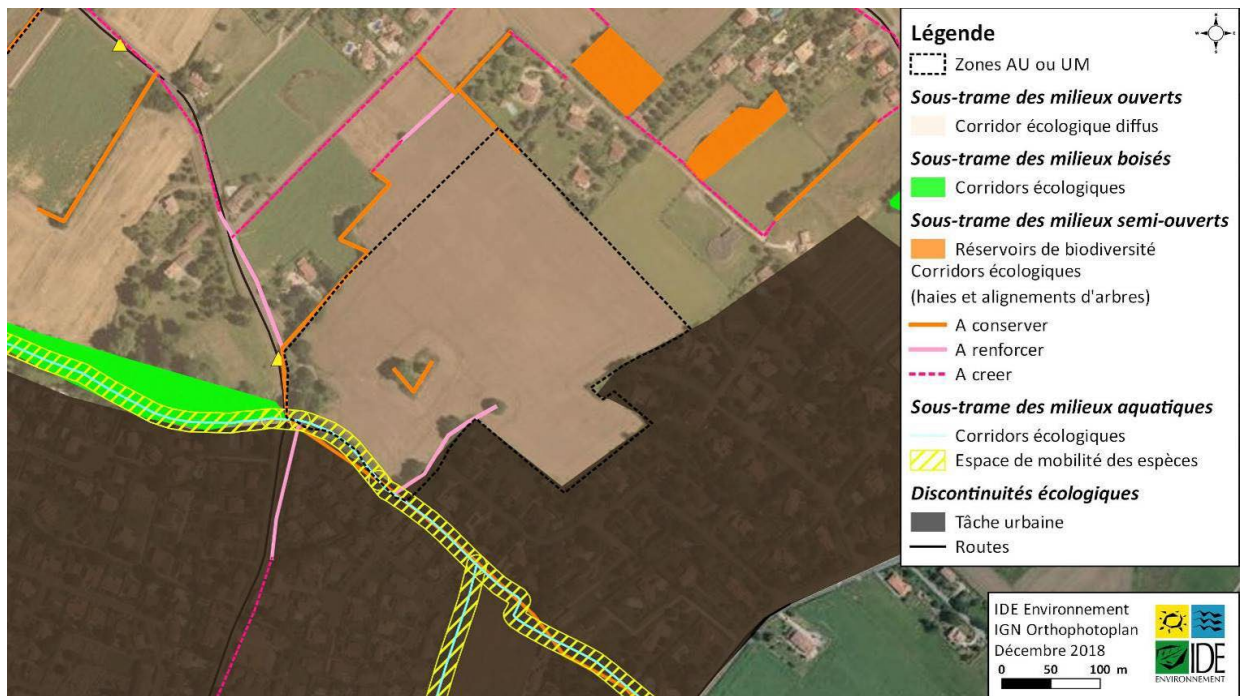 Légende
Zones AU ou UM
Sous-trame des milieux ouverts
Corridor écologique diffus
Sous-trame des milieux boisés
Corridors écologiques
Sous-trame des milieux semi-ouverts
Réservoirs de biodiversité
Corridors écologiques
(haies et alignements d'arbres)
A conserver
A renforcer
A creer
Sous-trame des milieux aquatiques
Corridors écologiques
Espace de mobilité des espèces
Discontinuités écologiques
Tâche urbaine
Routes
IDE Environnement
IGN Orthophotoplan
Décembre 2018
0 50 100 m
IDE
ENVIRONNEMENT